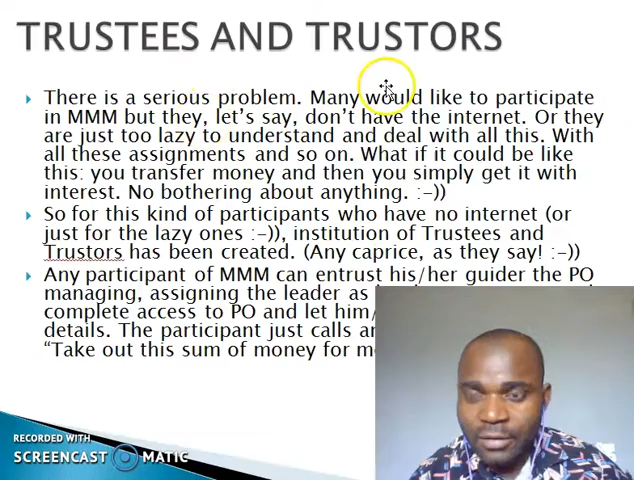 TRUSTEES AND TRUSTORS
There is a serious problem. Many would like to participate
in MMM but they, let's say, don't have the internet. Or they
are just too lazy to understand and deal with all this. With
all these assignments and so on. What if it could be like
this: you transfer money and then you simply get it with
interest. No bothering about anything. :-))
So for this kind of participants who have no internet (or
just for the lazy ones :-)), institution of Trustees and
Trustors has been created. (Any caprice, as they say! :-))
Any participant of MMM can entrust his/her guider the PO
managing, assigning the leader as
complete access to PO and let him/
details. The participant just calls
"Take out this sum of money for
RECORDED WITH
SCREENCAST MATIC